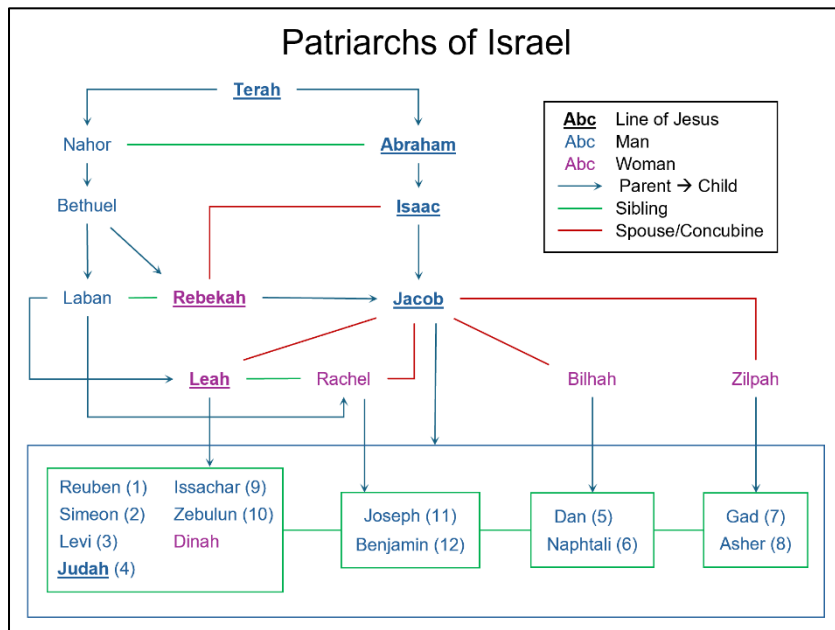 Patriarchs of Israel
Terah
Abc Line of Jesus
Abc Man
Abc Woman
Parent → Child
Sibling
Spouse/Concubine
Nahor Abraham
Bethuel Isaac
Laban Rebekah Jacob
Leah Rachel Bilhah Zilpah
Reuben (1) Issachar (9)
Simeon (2) Zebulun (10)
Levi (3) Dinah
Judah (4)
Joseph (11)
Benjamin (12)
Dan (5)
Naphtali (6)
Gad (7)
Asher (8)